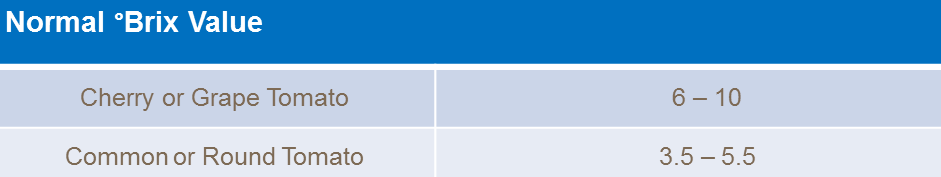 Normal °Brix Value
Cherry or Grape Tomato 6 – 10
Common or Round Tomato 3.5 – 5.5